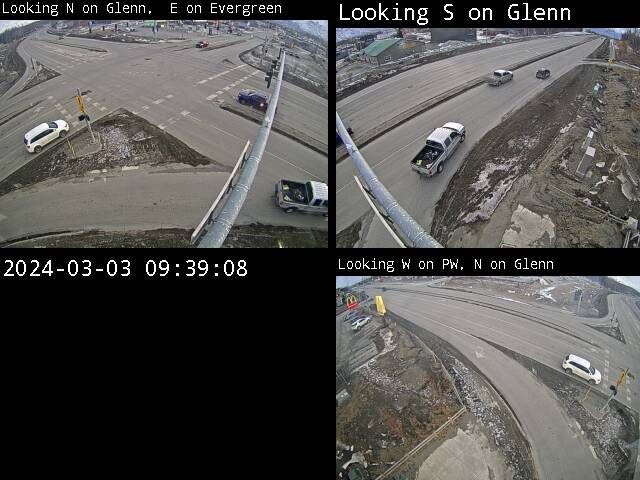 Looking N on Glenn,  E on Evergreen
Looking S on Glenn
2024-03-03 09:39:08
Looking W on PW, N on Glenn